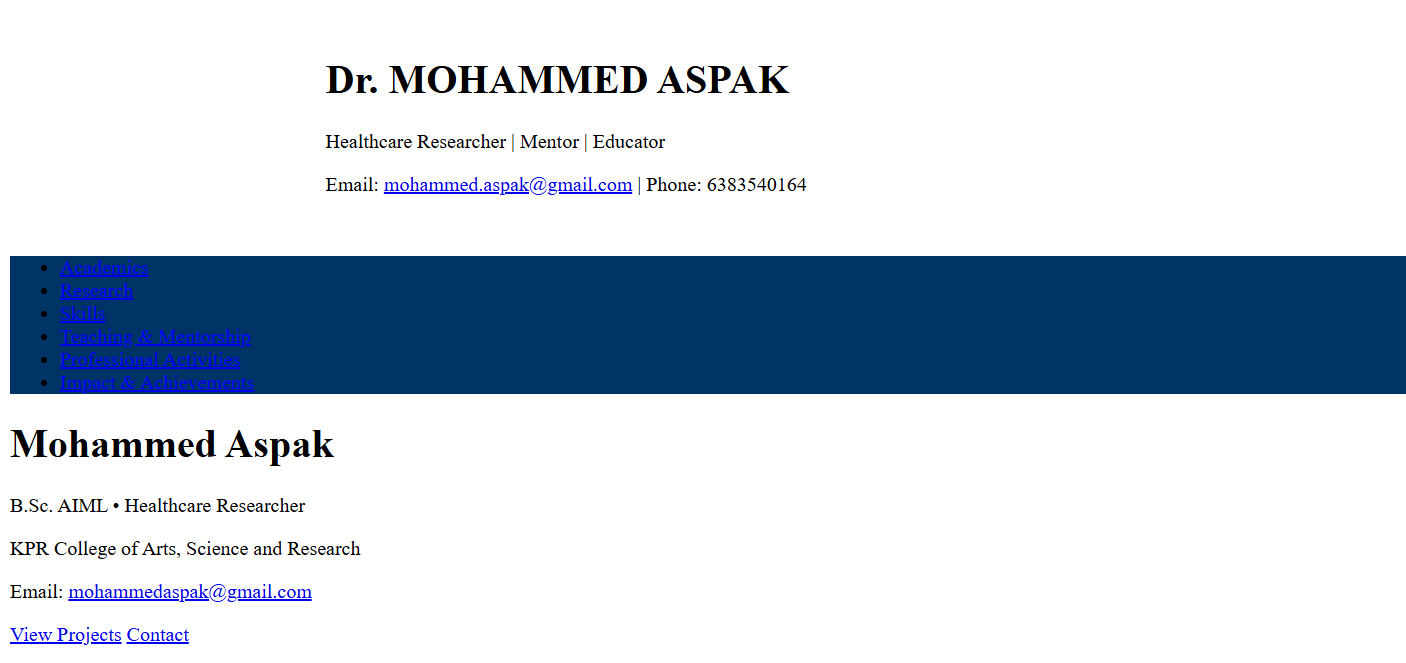 Dr. MOHAMMED ASPAK
Healthcare Researcher | Mentor | Educator
Email: mohammed.aspak@gmail.com | Phone: 6383540164
• Academics
• Research
• Skills
• Teaching & Mentorship
• Professional Activities
• Impact & Achievements
Mohammed Aspak
B.Sc. AIML • Healthcare Researcher
KPR College of Arts, Science and Research
Email: mohammedaspak@gmail.com
View Projects Contact